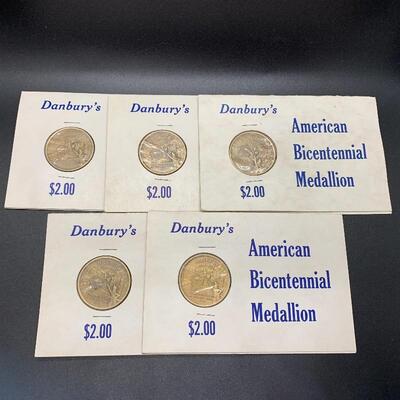 Danbury's
$2.00
Danbury's
$2.00
Danbury's
$2.00
American
Bicentennial
Medallion
Danbury's
$2.00
Danbury's
$2.00
American
Bicentennial
Medallion